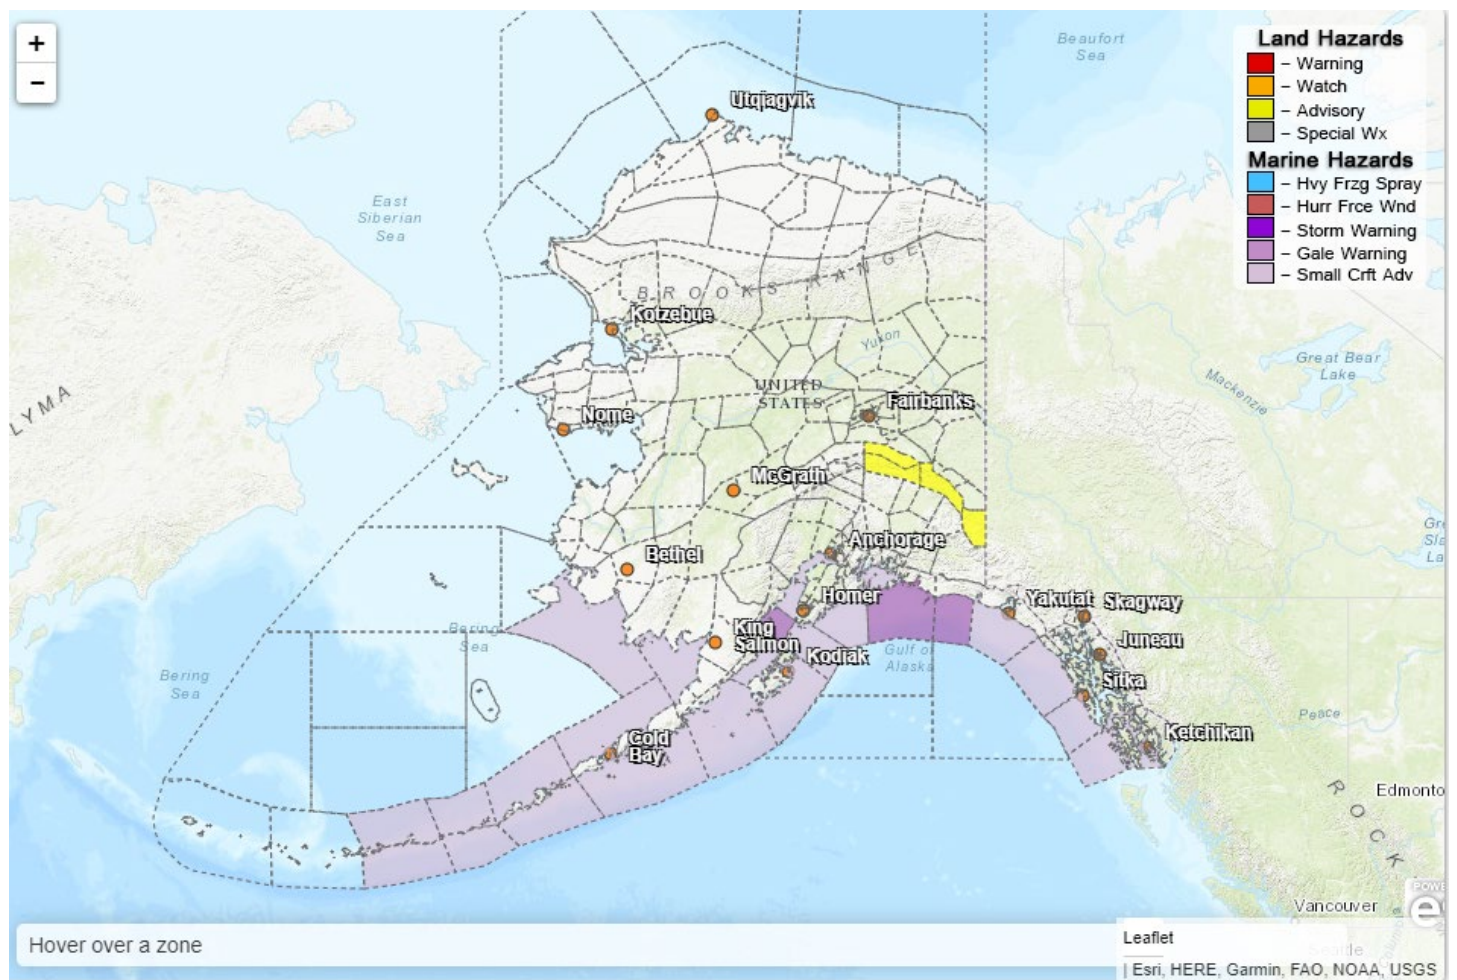 +
−
Beaufort
Sea
Land Hazards
– Warning
– Watch
– Advisory
– Special Wx
Marine Hazards
– Hvy Frzg Spray
– Hurr Frce Wnd
– Storm Warning
– Gale Warning
– Small Crft Adv
Utqiagvik
East
Siberian
Sea
BROOKS RANGE
Kotzebue
Yukon
Great Bear
Lake
Mackenzie
LYMA
UNITED
STATES
Fairbanks
Nome
McGrath
Anchorage
Bethel
Homer
Yakutat
Skagway
King
Salmon
Bering
Sea
Juneau
Kodiak
Gulf of
Alaska
Bering
Sea
Sitka
Peace
Ketchikan
Cold
Bay
Edmonto
ROCK
POWE
e
Vancouver
Hover over a zone
Leaflet
Seattle
| Esri, HERE, Garmin, FAO, NOAA, USGS